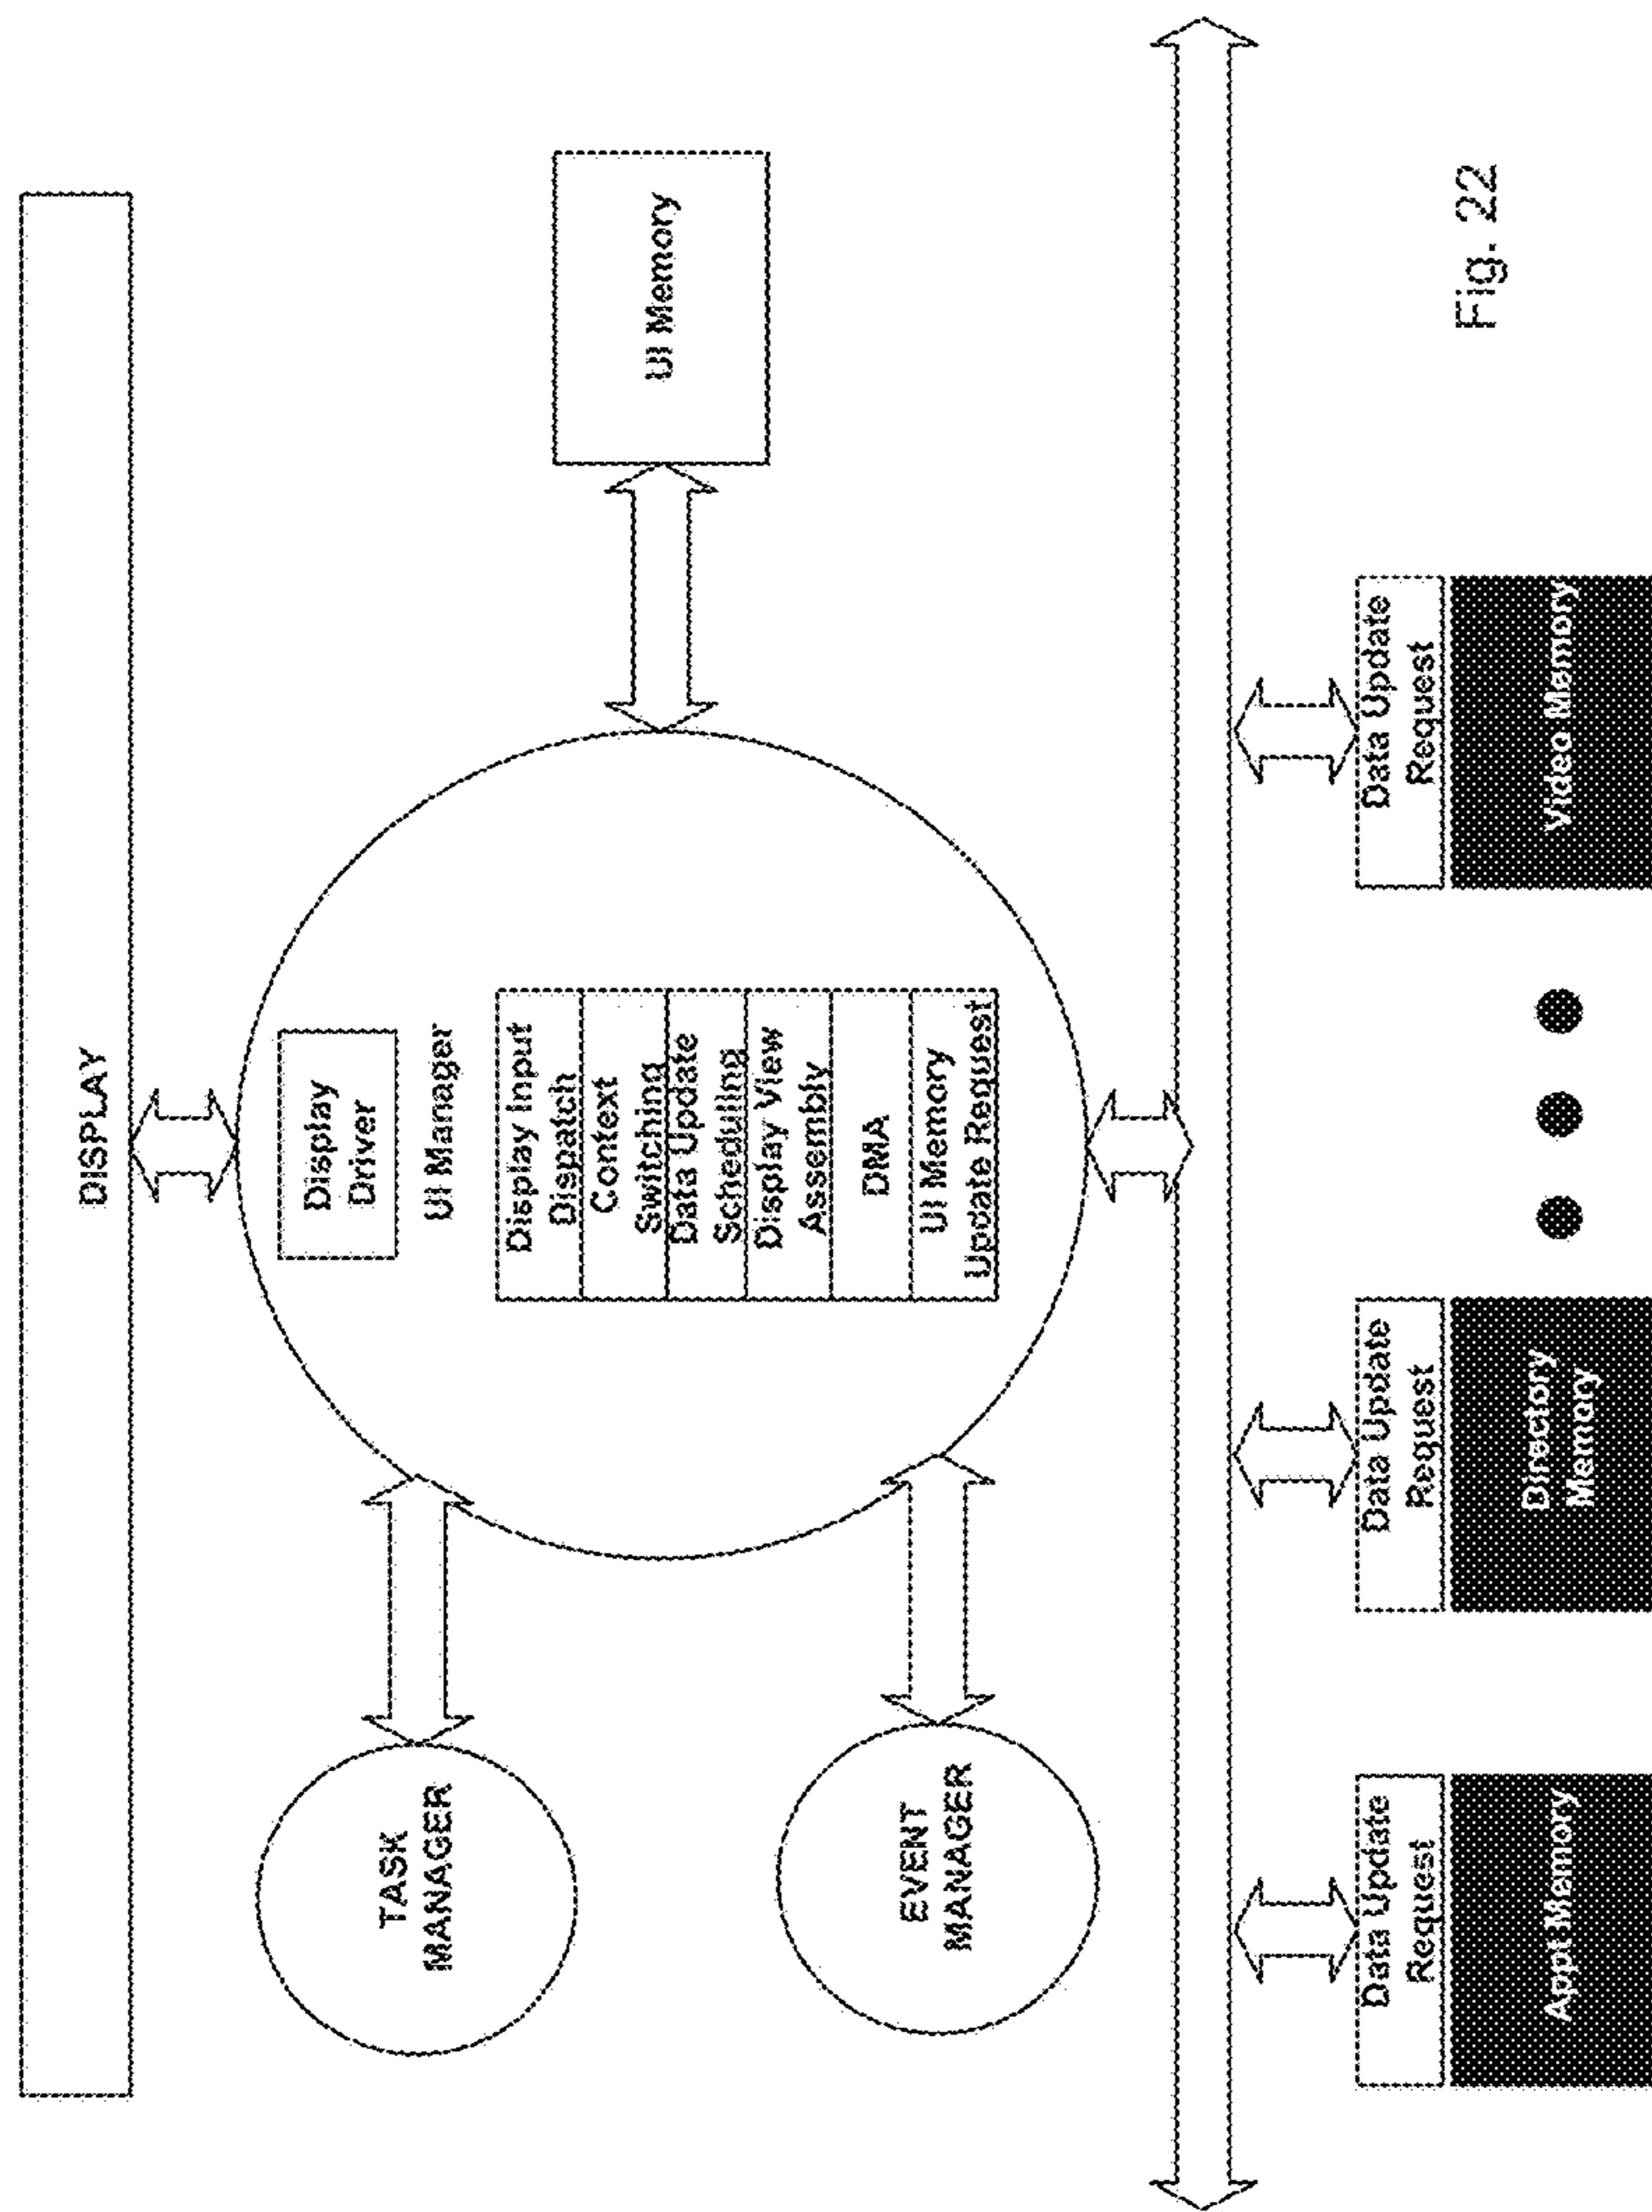 DISPLAY
Display
Driver
UI Manager
TASK
MANAGER
Display Input
Dispatch
Context
Switching
Data Update
Scheduling
Display View
Assembly
DMA
UI Memory
Update Request
UI Memory
EVENT
MANAGER
Data Update
Request
Appt Memory
Data Update
Request
Directory
Memory
Data Update
Request
Video Memory
Fig. 22